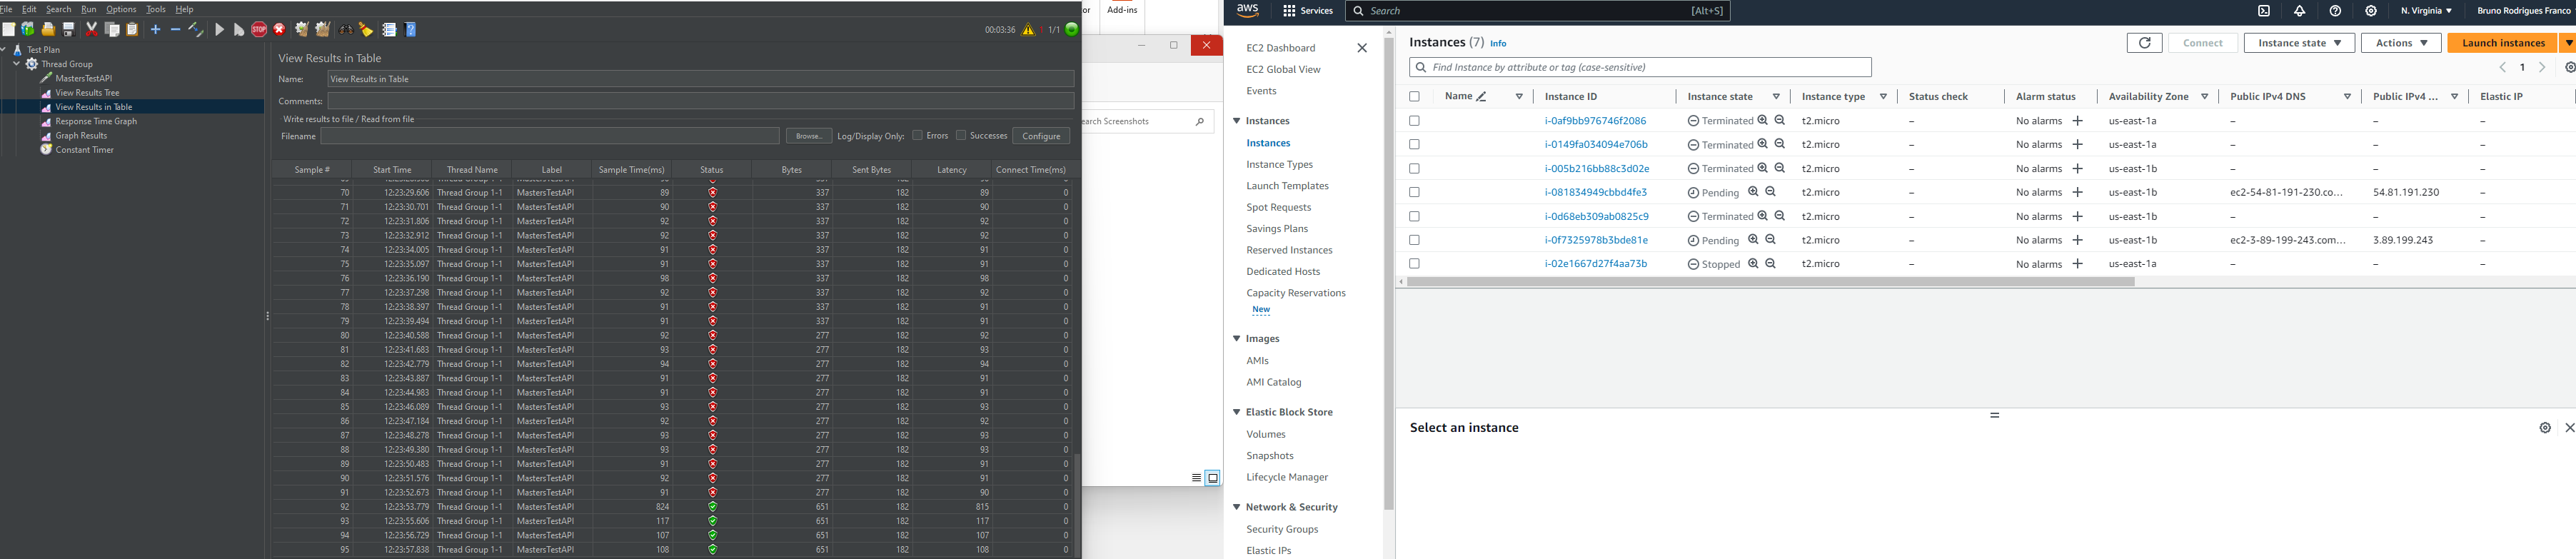 File Edit Search Run Options Tools Help
00:03:36 1/1
Test Plan
Thread Group
MastersTestAPI
View Results Tree
View Results in Table
Response Time Graph
Graph Results
Constant Timer
View Results in Table
Name: View Results in Table
Comments:
Write results to file / Read from file
Filename Browse... Log/Display Only: Errors Successes Configure
Sample # Start Time Thread Name Label Sample Time(ms) Status Bytes Sent Bytes Latency Connect Time(ms)
70 12:23:29.606 Thread Group 1-1 MastersTestAPI 89 337 182 89 0
71 12:23:30.701 Thread Group 1-1 MastersTestAPI 90 337 182 90 0
72 12:23:31.806 Thread Group 1-1 MastersTestAPI 92 337 182 92 0
73 12:23:32.912 Thread Group 1-1 MastersTestAPI 92 337 182 92 0
74 12:23:34.005 Thread Group 1-1 MastersTestAPI 91 337 182 91 0
75 12:23:35.097 Thread Group 1-1 MastersTestAPI 91 337 182 91 0
76 12:23:36.190 Thread Group 1-1 MastersTestAPI 98 337 182 98 0
77 12:23:37.298 Thread Group 1-1 MastersTestAPI 92 337 182 92 0
78 12:23:38.397 Thread Group 1-1 MastersTestAPI 91 337 182 91 0
79 12:23:39.494 Thread Group 1-1 MastersTestAPI 91 337 182 91 0
80 12:23:40.588 Thread Group 1-1 MastersTestAPI 92 277 182 92 0
81 12:23:41.683 Thread Group 1-1 MastersTestAPI 93 277 182 93 0
82 12:23:42.779 Thread Group 1-1 MastersTestAPI 94 277 182 94 0
83 12:23:43.887 Thread Group 1-1 MastersTestAPI 91 277 182 91 0
84 12:23:44.983 Thread Group 1-1 MastersTestAPI 91 277 182 91 0
85 12:23:46.089 Thread Group 1-1 MastersTestAPI 93 277 182 93 0
86 12:23:47.184 Thread Group 1-1 MastersTestAPI 92 277 182 92 0
87 12:23:48.278 Thread Group 1-1 MastersTestAPI 93 277 182 93 0
88 12:23:49.380 Thread Group 1-1 MastersTestAPI 93 277 182 93 0
89 12:23:50.483 Thread Group 1-1 MastersTestAPI 91 277 182 91 0
90 12:23:51.576 Thread Group 1-1 MastersTestAPI 92 277 182 92 0
91 12:23:52.673 Thread Group 1-1 MastersTestAPI 91 277 182 90 0
92 12:23:53.779 Thread Group 1-1 MastersTestAPI 824 651 182 815 0
93 12:23:55.606 Thread Group 1-1 MastersTestAPI 117 651 182 117 0
94 12:23:56.729 Thread Group 1-1 MastersTestAPI 107 651 182 107 0
95 12:23:57.838 Thread Group 1-1 MastersTestAPI 108 651 182 108 0
or Add-ins
earch Screenshots
aws Services Search [Alt+S] N. Virginia Bruno Rodrigues Franco
EC2 Dashboard
EC2 Global View
Events
Instances
Instances
Instance Types
Launch Templates
Spot Requests
Savings Plans
Reserved Instances
Dedicated Hosts
Capacity Reservations
New
Images
AMIs
AMI Catalog
Elastic Block Store
Volumes
Snapshots
Lifecycle Manager
Network & Security
Security Groups
Elastic IPs
Instances (7) Info Connect Instance state Actions Launch instances
Find Instance by attribute or tag (case-sensitive) 1
Name Instance ID Instance state Instance type Status check Alarm status Availability Zone Public IPv4 DNS Public IPv4 ... Elastic IP
i-0af9bb976746f2086 Terminated t2.micro – No alarms us-east-1a – – –
i-0149fa034094e706b Terminated t2.micro – No alarms us-east-1a – – –
i-005b216bb88c3d02e Terminated t2.micro – No alarms us-east-1b – – –
i-081834949cbbd4fe3 Pending t2.micro – No alarms us-east-1b ec2-54-81-191-230.co... 54.81.191.230 –
i-0d68eb309ab0825c9 Terminated t2.micro – No alarms us-east-1b – – –
i-0f7325978b3bde81e Pending t2.micro – No alarms us-east-1b ec2-3-89-199-243.com... 3.89.199.243 –
i-02e1667d27f4aa73b Stopped t2.micro – No alarms us-east-1a – – –
Select an instance